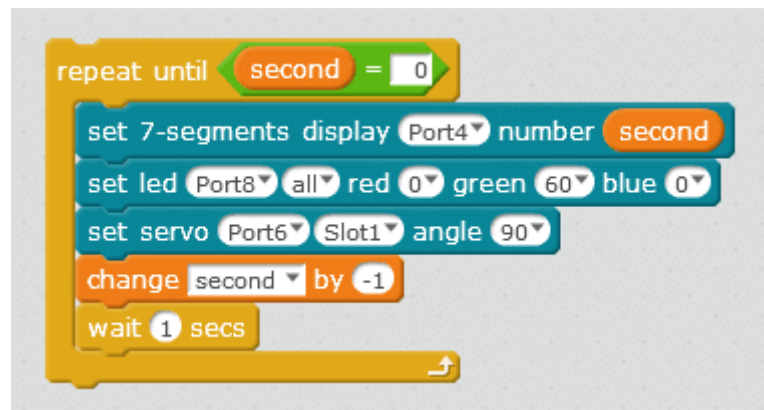 repeat until second = 0
set 7-segments display Port4 number second
set led Port8 all red 0 green 60 blue 0
set servo Port6 Slot1 angle 90
change second by -1
wait 1 secs